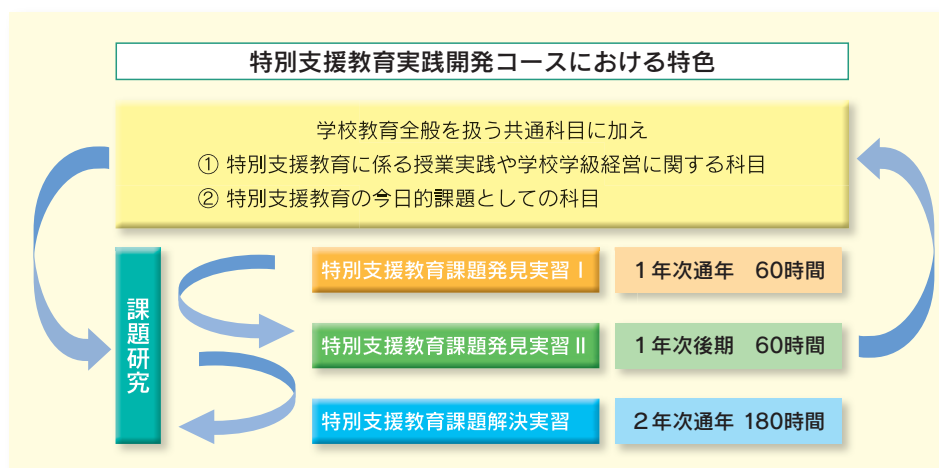 特別支援教育実践開発コースにおける特色
学校教育全般を扱う共通科目に加え
① 特別支援教育に係る授業実践や学校学級経営に関する科目
② 特別支援教育の今日的課題としての科目
課題研究
特別支援教育課題発見実習Ⅰ
1年次通年 60時間
特別支援教育課題発見実習Ⅱ
1年次後期 60時間
特別支援教育課題解決実習
2年次通年 180時間